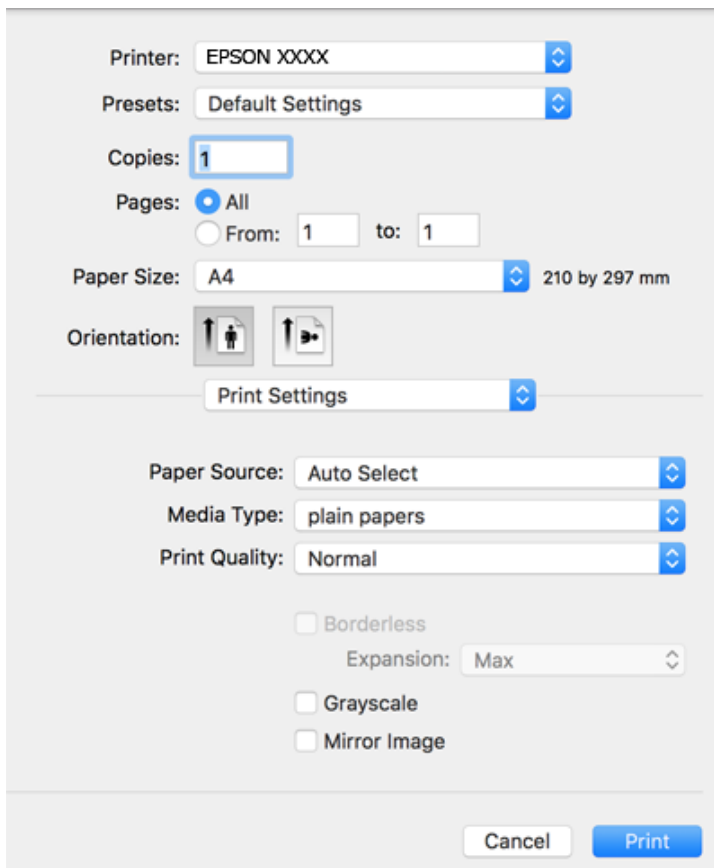 Printer: EPSON XXXX
Presets: Default Settings
Copies: 1
Pages: All
From: 1 to: 1
Paper Size: A4 210 by 297 mm
Orientation:
Print Settings
Paper Source: Auto Select
Media Type: plain papers
Print Quality: Normal
Borderless
Expansion: Max
Grayscale
Mirror Image
Cancel Print